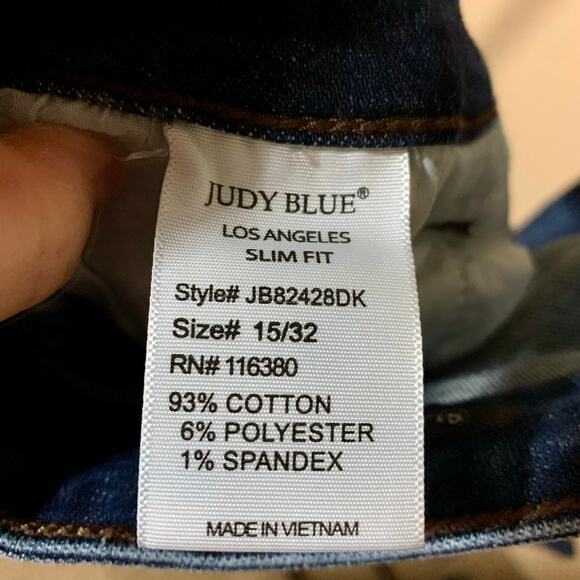 JUDY BLUE®
LOS ANGELES
SLIM FIT
Style# JB82428DK
Size# 15/32
RN# 116380
93% COTTON
6% POLYESTER
1% SPANDEX
MADE IN VIETNAM